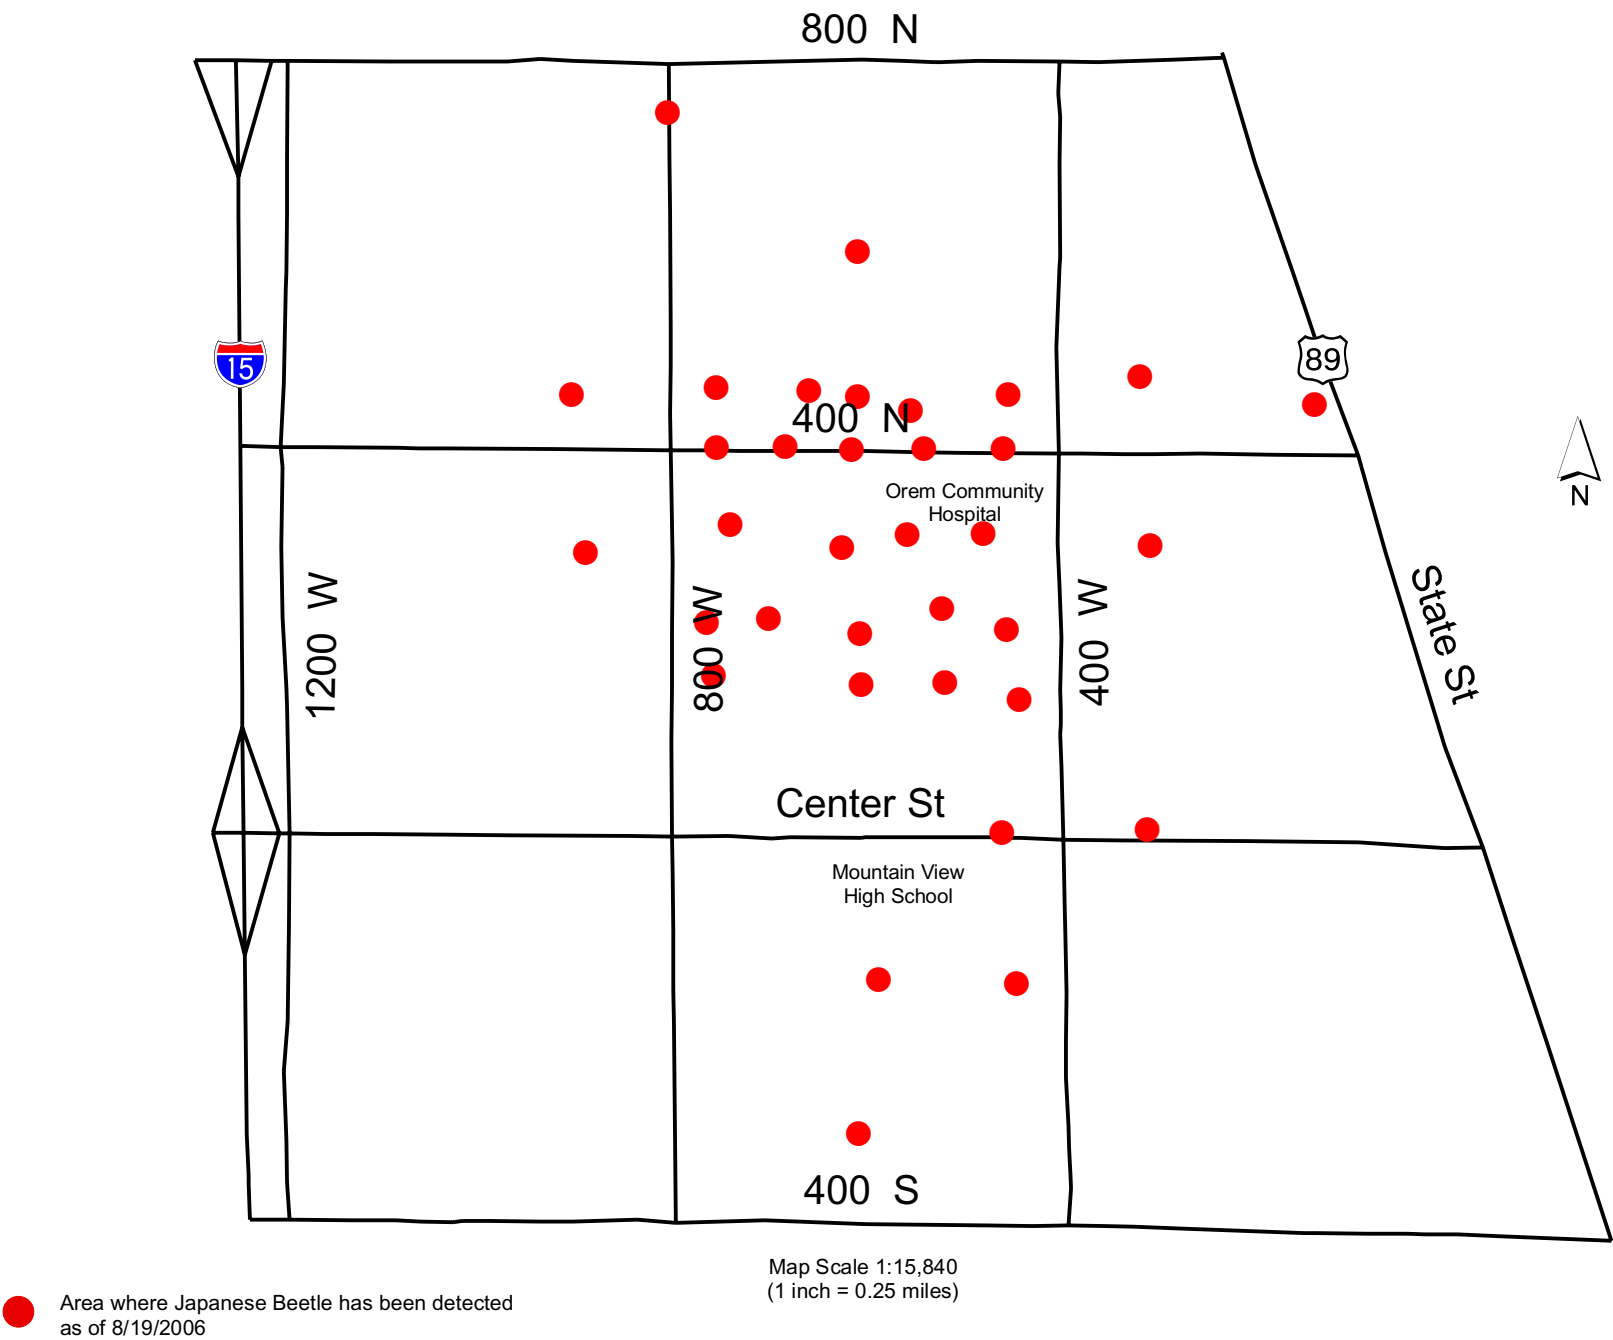 800 N
15
89
400 N
N
Orem Community
Hospital
1200 W
800 W
400 W
State St
Center St
Mountain View
High School
400 S
Map Scale 1:15,840
(1 inch = 0.25 miles)
Area where Japanese Beetle has been detected
as of 8/19/2006